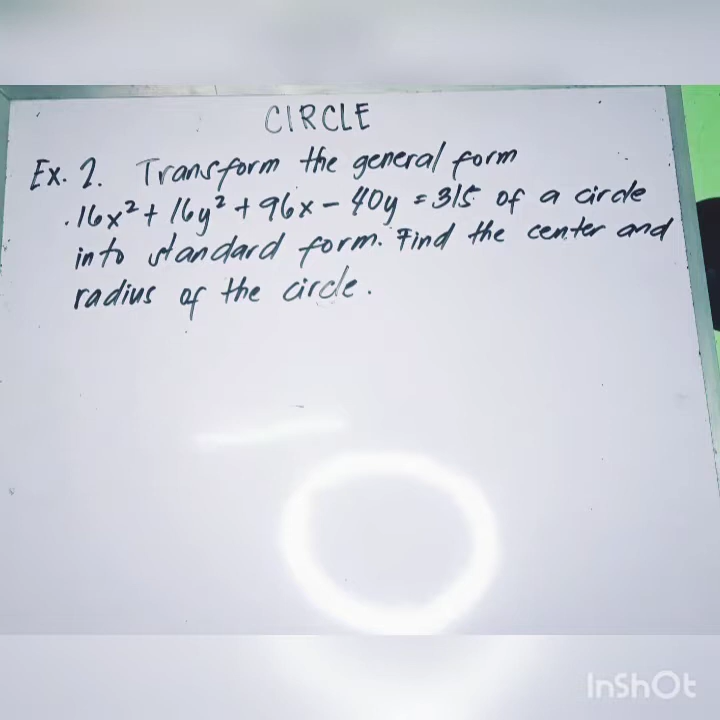 CIRCLE
Ex. 2. Transform the general form
16x² + 16y² + 96x - 40y = 315 of a circle
into standard form. Find the center and
radius of the circle.
InShOt